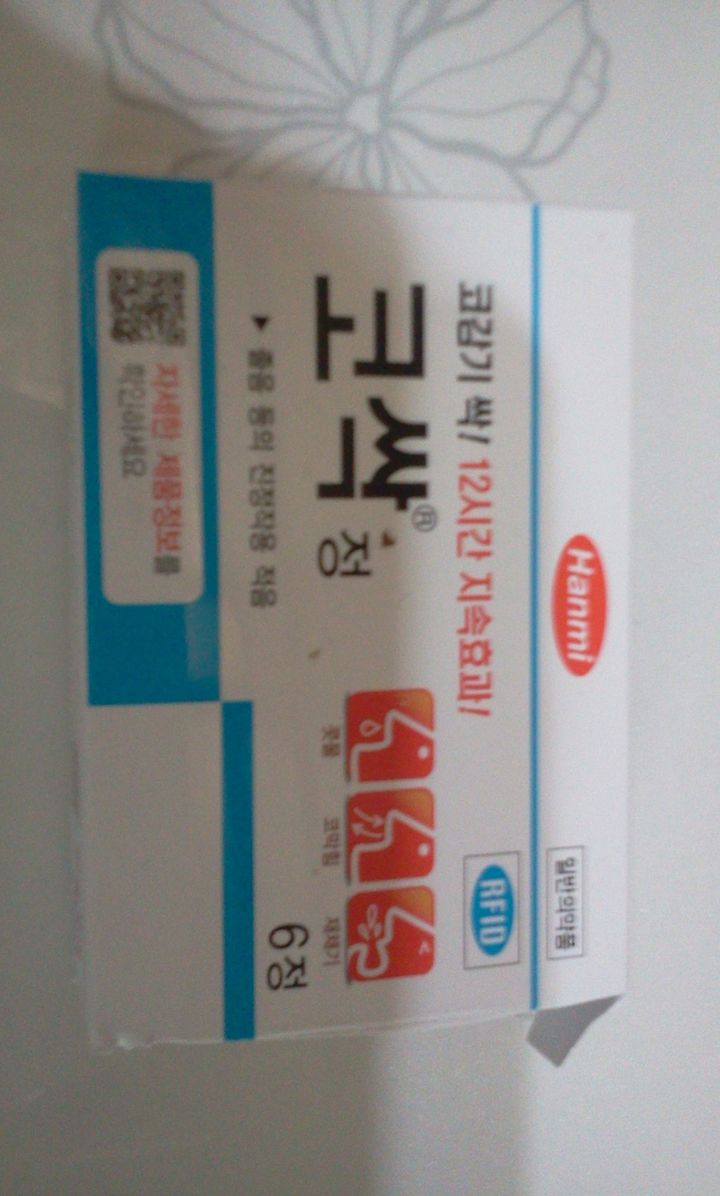 Hanmi
일반의약품
코감기 싹! 12시간 지속효과!
RFID
코싹® 정
콧물
코막힘
재채기
▶ 졸음 등의 진정작용 적음
6정
자세한 제품정보를
확인하세요